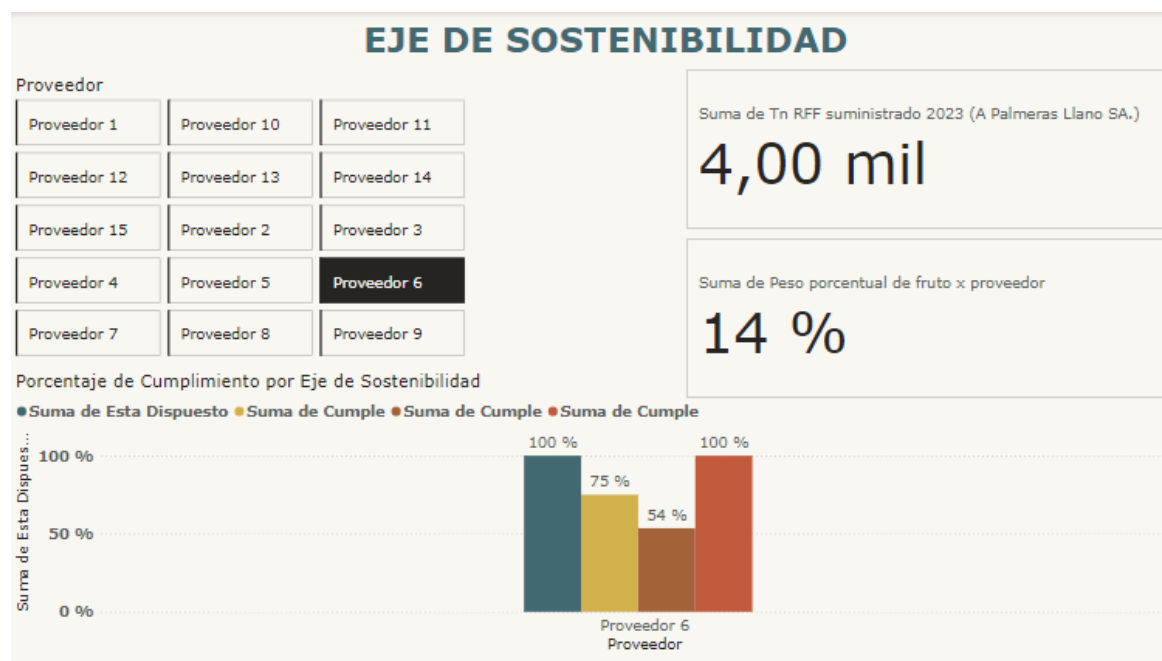 EJE DE SOSTENIBILIDAD
Proveedor
Proveedor 1
Proveedor 10
Proveedor 11
Proveedor 12
Proveedor 13
Proveedor 14
Proveedor 15
Proveedor 2
Proveedor 3
Proveedor 4
Proveedor 5
Proveedor 6
Proveedor 7
Proveedor 8
Proveedor 9
Suma de Tn RFF suministrado 2023 (A Palmeras Llano SA.)
4,00 mil
Suma de Peso porcentual de fruto x proveedor
14 %
Porcentaje de Cumplimiento por Eje de Sostenibilidad
Suma de Esta Dispuesto Suma de Cumple Suma de Cumple Suma de Cumple
Suma de Esta Dispues...
100 %
50 %
0 %
100 %
75 %
54 %
100 %
Proveedor 6
Proveedor